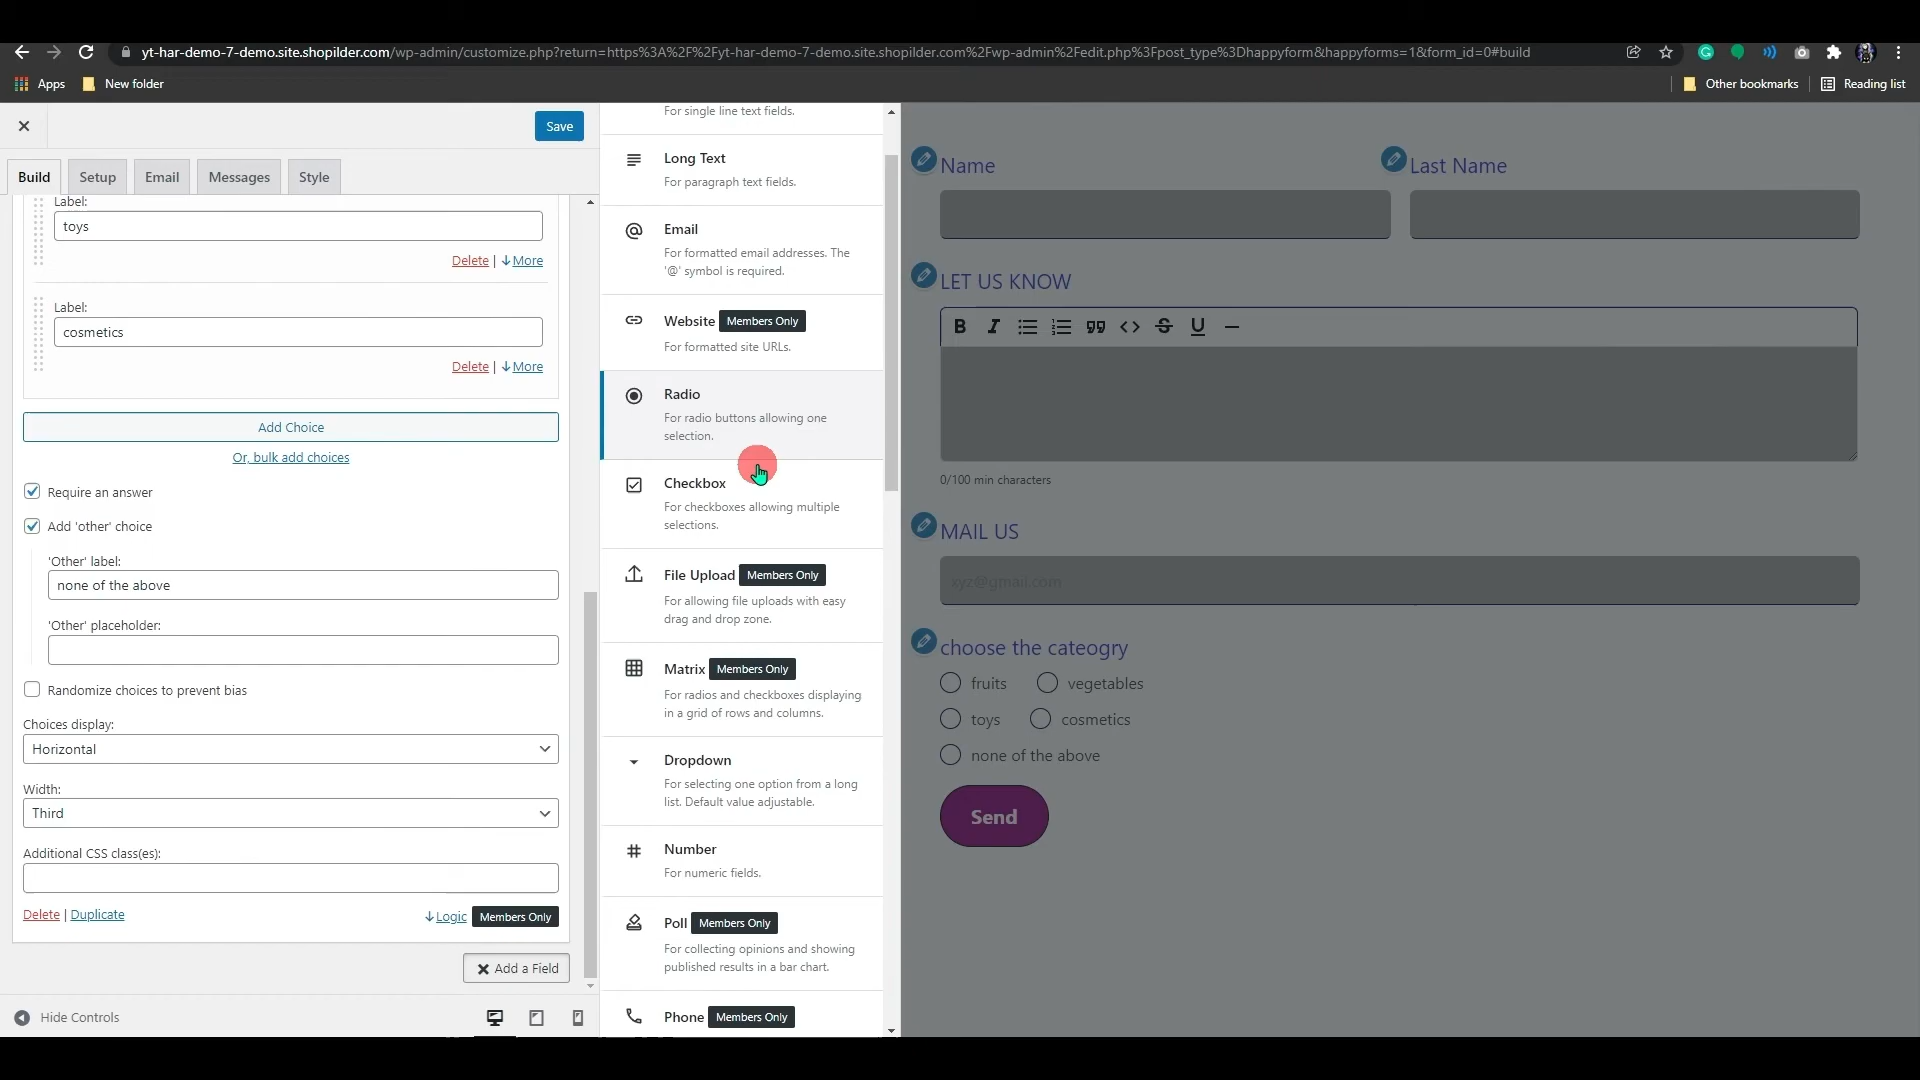 yt-har-demo-7-demo.site.shopilder.com/wp-admin/customize.php?return=https%3A%2F%2Fyt-har-demo-7-demo.site.shopilder.com%2Fwp-admin%2Fedit.php%3Fpost_type%3Dhappyform&happyforms=1&form_id=0#build
Apps
New folder
Other bookmarks
Reading list
Save
Build
Setup
Email
Messages
Style
Label:
toys
Delete | ↓More
Label:
cosmetics
Delete | ↓More
Add Choice
Or, bulk add choices
Require an answer
Add 'other' choice
'Other' label:
none of the above
'Other' placeholder:
Randomize choices to prevent bias
Choices display:
Horizontal
Width:
Third
Additional CSS class(es):
Delete | Duplicate
↓Logic Members Only
Add a Field
Hide Controls
For single line text fields.
Long Text
For paragraph text fields.
Email
For formatted email addresses. The
'@' symbol is required.
Website Members Only
For formatted site URLs.
Radio
For radio buttons allowing one
selection.
Checkbox
For checkboxes allowing multiple
selections.
File Upload Members Only
For allowing file uploads with easy
drag and drop zone.
Matrix Members Only
For radios and checkboxes displaying
in a grid of rows and columns.
Dropdown
For selecting one option from a long
list. Default value adjustable.
Number
For numeric fields.
Poll Members Only
For collecting opinions and showing
published results in a bar chart.
Phone Members Only
Name
Last Name
LET US KNOW
0/100 min characters
MAIL US
xyz@gmail.com
choose the cateogry
fruits
vegetables
toys
cosmetics
none of the above
Send